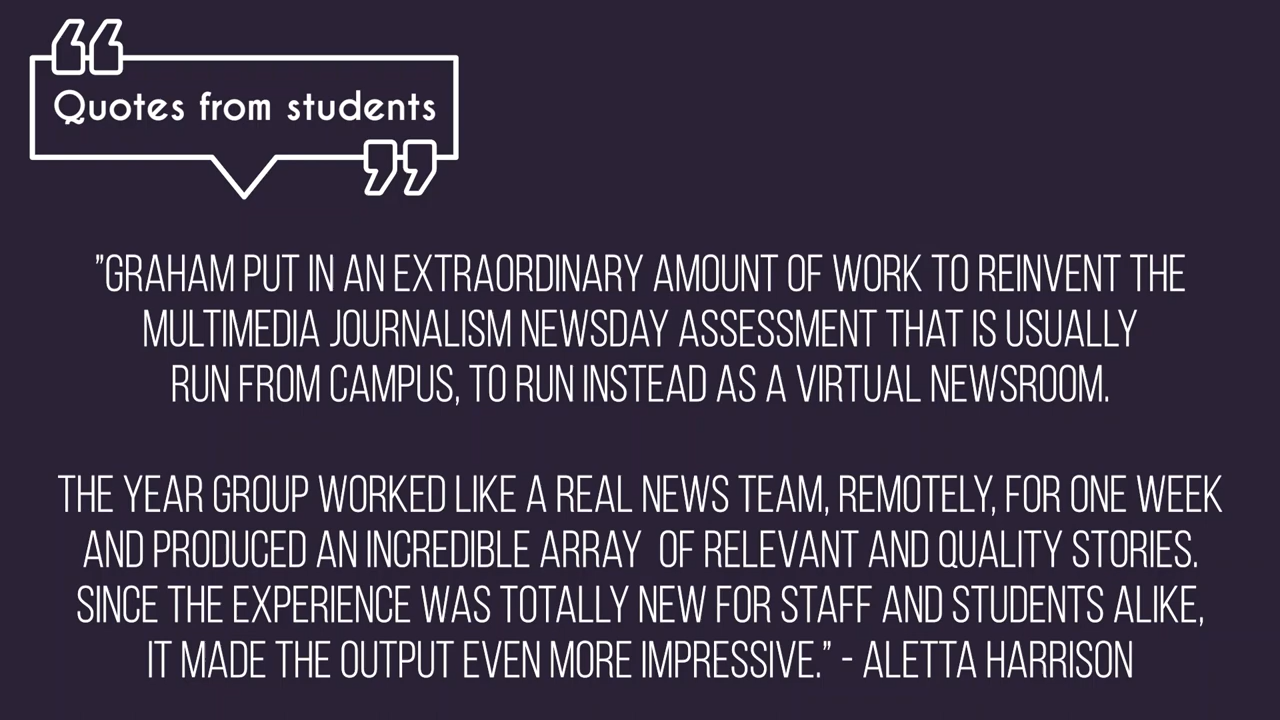 Quotes from students
"GRAHAM PUT IN AN EXTRAORDINARY AMOUNT OF WORK TO REINVENT THE
MULTIMEDIA JOURNALISM NEWSDAY ASSESSMENT THAT IS USUALLY
RUN FROM CAMPUS, TO RUN INSTEAD AS A VIRTUAL NEWSROOM.
THE YEAR GROUP WORKED LIKE A REAL NEWS TEAM, REMOTELY, FOR ONE WEEK
AND PRODUCED AN INCREDIBLE ARRAY OF RELEVANT AND QUALITY STORIES.
SINCE THE EXPERIENCE WAS TOTALLY NEW FOR STAFF AND STUDENTS ALIKE,
IT MADE THE OUTPUT EVEN MORE IMPRESSIVE." - ALETTA HARRISON